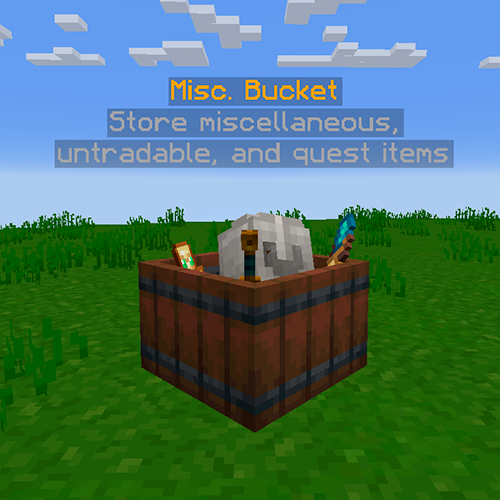 Misc. Bucket
Store miscellaneous,
untradable, and quest items